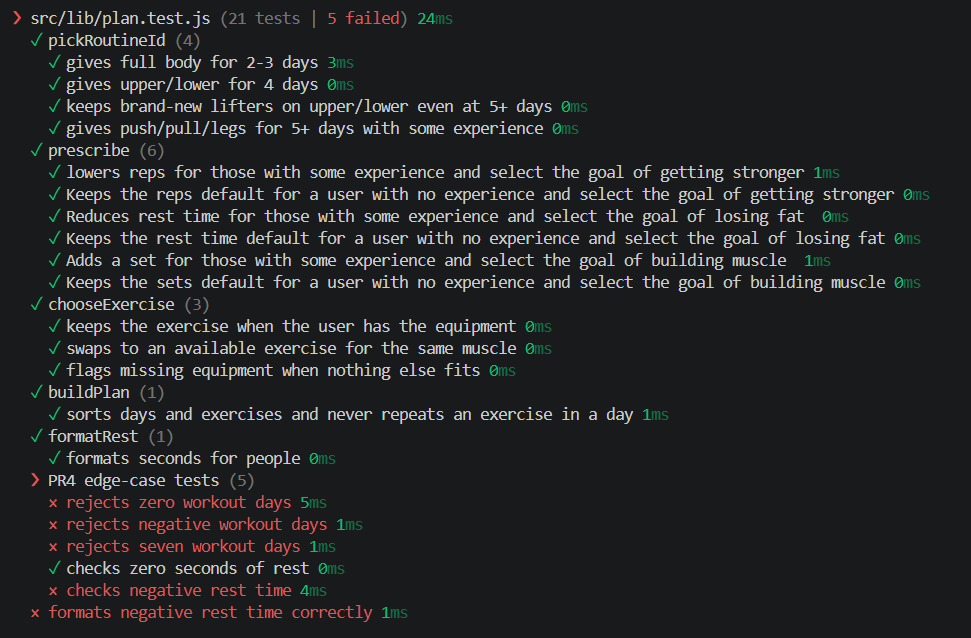 ❯ src/lib/plan.test.js (21 tests | 5 failed) 24ms
✓ pickRoutineId (4)
✓ gives full body for 2-3 days 3ms
✓ gives upper/lower for 4 days 0ms
✓ keeps brand-new lifters on upper/lower even at 5+ days 0ms
✓ gives push/pull/legs for 5+ days with some experience 0ms
✓ prescribe (6)
✓ lowers reps for those with some experience and select the goal of getting stronger 1ms
✓ Keeps the reps default for a user with no experience and select the goal of getting stronger 0ms
✓ Reduces rest time for those with some experience and select the goal of losing fat 0ms
✓ Keeps the rest time default for a user with no experience and select the goal of losing fat 0ms
✓ Adds a set for those with some experience and select the goal of building muscle 1ms
✓ Keeps the sets default for a user with no experience and select the goal of building muscle 0ms
✓ chooseExercise (3)
✓ keeps the exercise when the user has the equipment 0ms
✓ swaps to an available exercise for the same muscle 0ms
✓ flags missing equipment when nothing else fits 0ms
✓ buildPlan (1)
✓ sorts days and exercises and never repeats an exercise in a day 1ms
✓ formatRest (1)
✓ formats seconds for people 0ms
❯ PR4 edge-case tests (5)
× rejects zero workout days 5ms
× rejects negative workout days 1ms
× rejects seven workout days 1ms
✓ checks zero seconds of rest 0ms
× checks negative rest time 4ms
× formats negative rest time correctly 1ms